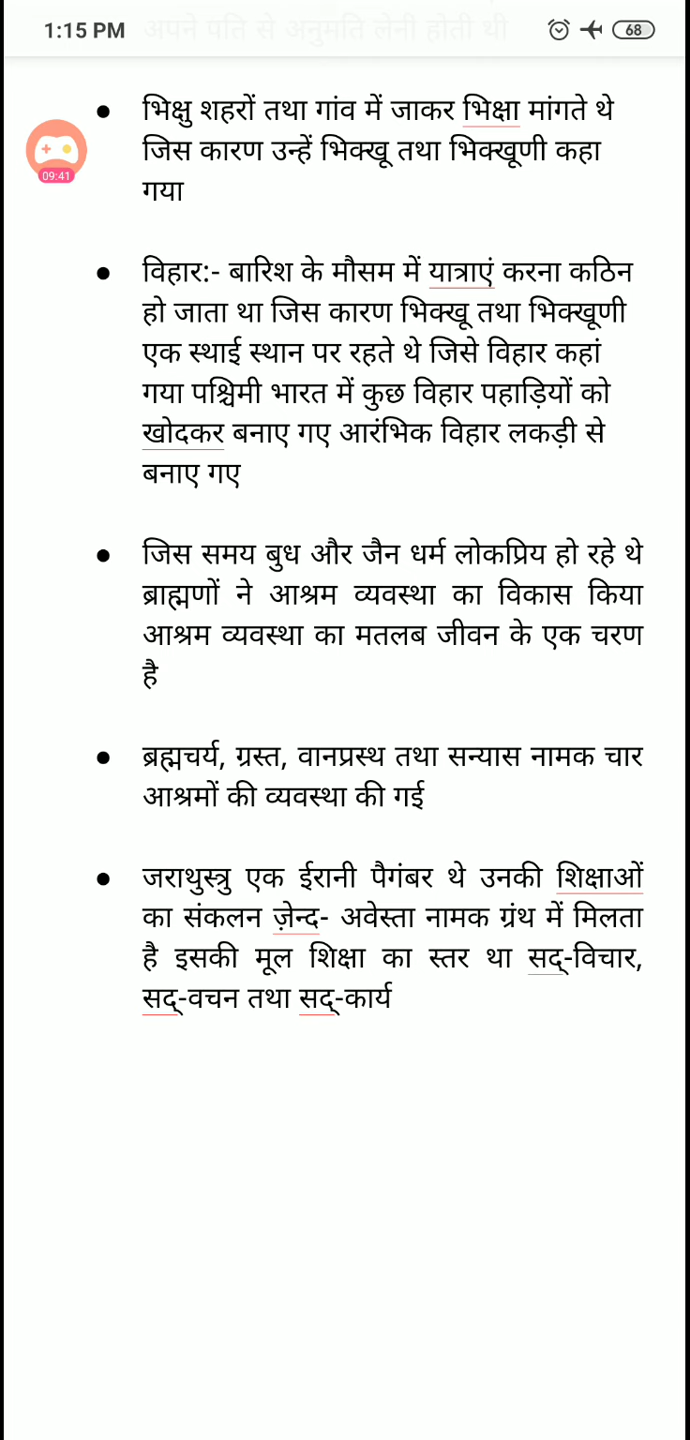 1:15 PM अपने पति से अनुमति लेनी होती थी 68
• भिक्षु शहरों तथा गांव में जाकर भिक्षा मांगते थे
09:41
जिस कारण उन्हें भिक्खू तथा भिक्खूणी कहा
गया
• विहार:- बारिश के मौसम में यात्राएं करना कठिन
हो जाता था जिस कारण भिक्खू तथा भिक्खूणी
एक स्थाई स्थान पर रहते थे जिसे विहार कहां
गया पश्चिमी भारत में कुछ विहार पहाड़ियों को
खोदकर बनाए गए आरंभिक विहार लकड़ी से
बनाए गए
• जिस समय बुध और जैन धर्म लोकप्रिय हो रहे थे
ब्राह्मणों ने आश्रम व्यवस्था का विकास किया
आश्रम व्यवस्था का मतलब जीवन के एक चरण
है
• ब्रह्मचर्य, ग्रस्त, वानप्रस्थ तथा सन्यास नामक चार
आश्रमों की व्यवस्था की गई
• जराथुस्त्रु एक ईरानी पैगंबर थे उनकी शिक्षाओं
का संकलन ज़ेन्द- अवेस्ता नामक ग्रंथ में मिलता
है इसकी मूल शिक्षा का स्तर था सद्-विचार,
सद्-वचन तथा सद्-कार्य